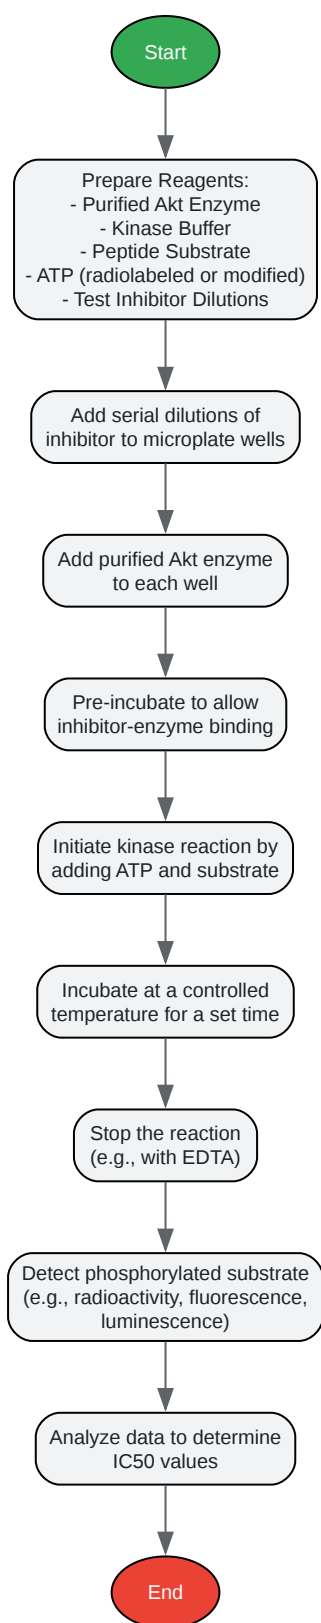 Start
Prepare Reagents:
- Purified Akt Enzyme
- Kinase Buffer
- Peptide Substrate
- ATP (radiolabeled or modified)
- Test Inhibitor Dilutions
Add serial dilutions of
inhibitor to microplate wells
Add purified Akt enzyme
to each well
Pre-incubate to allow
inhibitor-enzyme binding
Initiate kinase reaction by
adding ATP and substrate
Incubate at a controlled
temperature for a set time
Stop the reaction
(e.g., with EDTA)
Detect phosphorylated substrate
(e.g., radioactivity, fluorescence,
luminescence)
Analyze data to determine
IC50 values
End